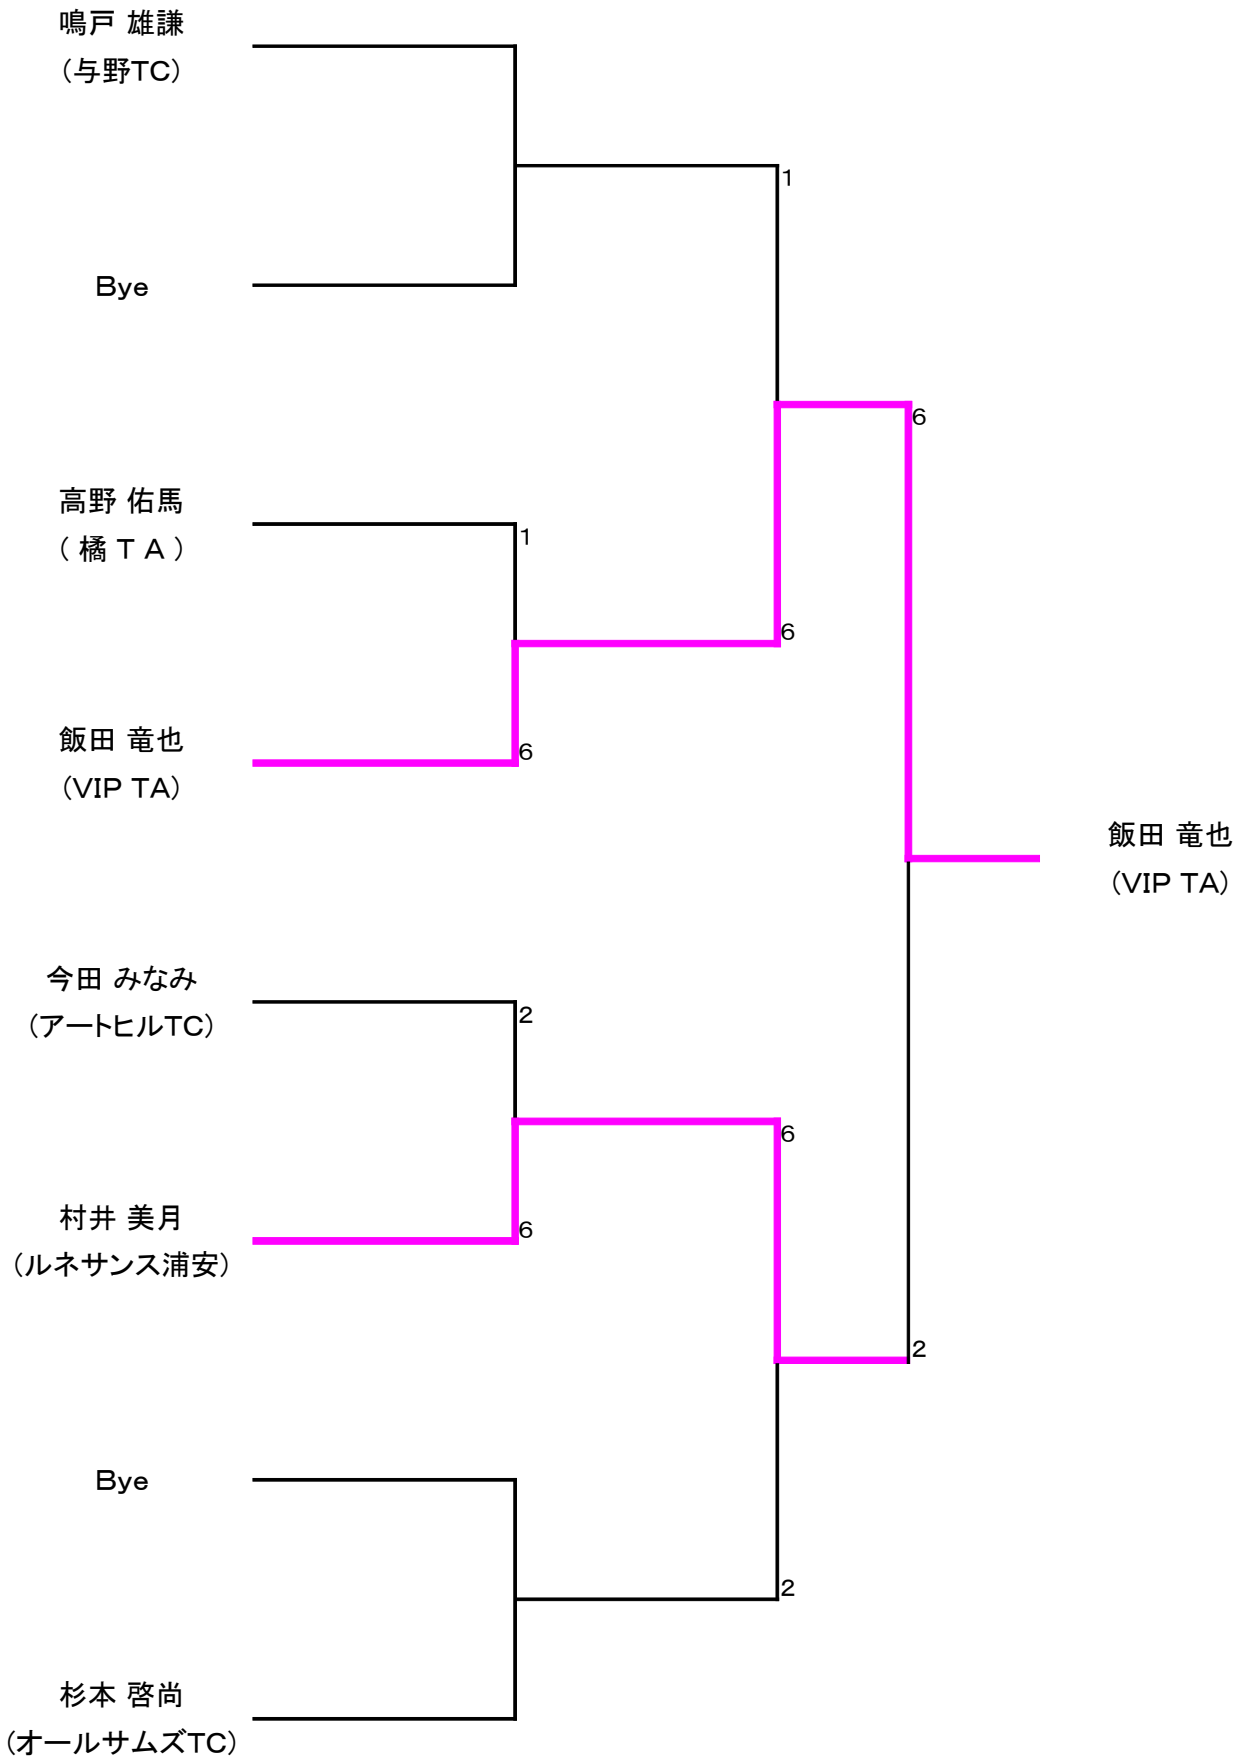 鳴戸 雄謙
（与野TC）
1
Bye
6
高野 佑馬
（ 橘 T A ）
1
6
飯田 竜也
（VIP TA）
6
飯田 竜也
（VIP TA）
今田 みなみ
（アートヒルTC）
2
6
村井 美月
（ルネサンス浦安）
6
2
Bye
2
杉本 啓尚
（オールサムズTC）